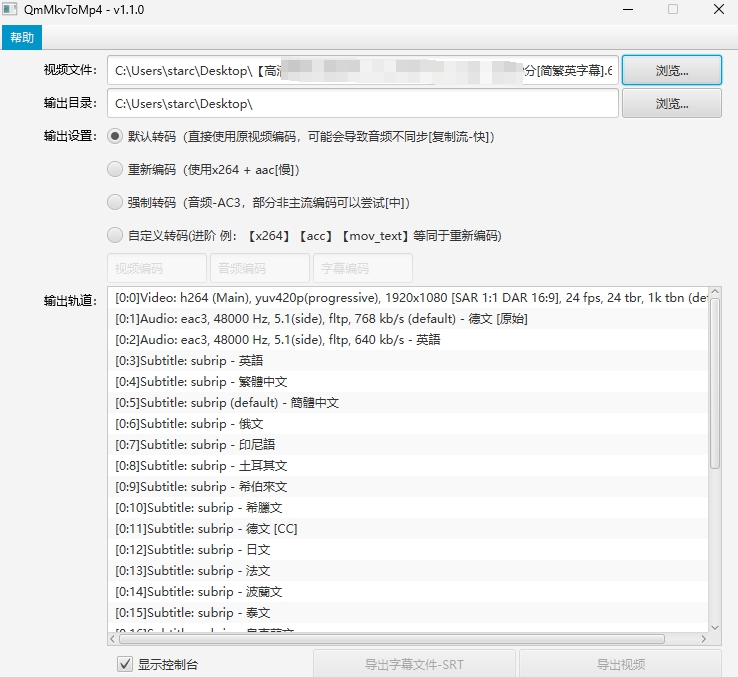 QmMkvToMp4 - v1.1.0
帮助
视频文件: C:\Users\starc\Desktop\【高清 分[简繁英字幕].6 浏览...
输出目录: C:\Users\starc\Desktop\ 浏览...
输出设置: 默认转码（直接使用原视频编码，可能会导致音频不同步[复制流-快]）
重新编码（使用x264 + aac[慢]）
强制转码（音频-AC3，部分非主流编码可以尝试[中]）
自定义转码(进阶 例：【x264】【acc】【mov_text】等同于重新编码)
视频编码 音频编码 字幕编码
输出轨道: [0:0]Video: h264 (Main), yuv420p(progressive), 1920x1080 [SAR 1:1 DAR 16:9], 24 fps, 24 tbr, 1k tbn (def
[0:1]Audio: eac3, 48000 Hz, 5.1(side), fltp, 768 kb/s (default) - 德文 [原始]
[0:2]Audio: eac3, 48000 Hz, 5.1(side), fltp, 640 kb/s - 英語
[0:3]Subtitle: subrip - 英語
[0:4]Subtitle: subrip - 繁體中文
[0:5]Subtitle: subrip (default) - 簡體中文
[0:6]Subtitle: subrip - 俄文
[0:7]Subtitle: subrip - 印尼語
[0:8]Subtitle: subrip - 土耳其文
[0:9]Subtitle: subrip - 希伯來文
[0:10]Subtitle: subrip - 希臘文
[0:11]Subtitle: subrip - 德文 [CC]
[0:12]Subtitle: subrip - 日文
[0:13]Subtitle: subrip - 法文
[0:14]Subtitle: subrip - 波蘭文
[0:15]Subtitle: subrip - 泰文
[0:16]Subtitle: subrip - 烏克蘭文
显示控制台 导出字幕文件-SRT 导出视频